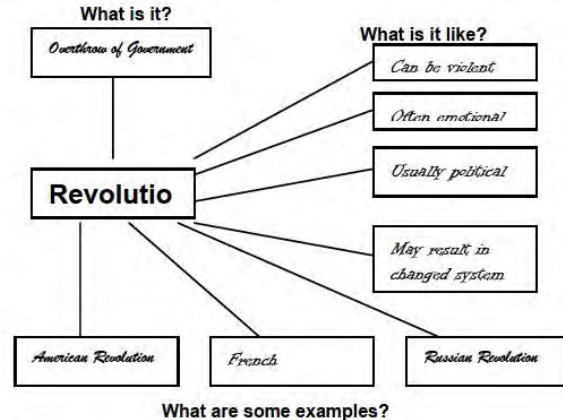 What is it?
Overthrow of Government
What is it like?
Can be violent
Often emotional
Usually political
Revolutio
May result in
changed system
American Revolution
French
Russian Revolution
What are some examples?